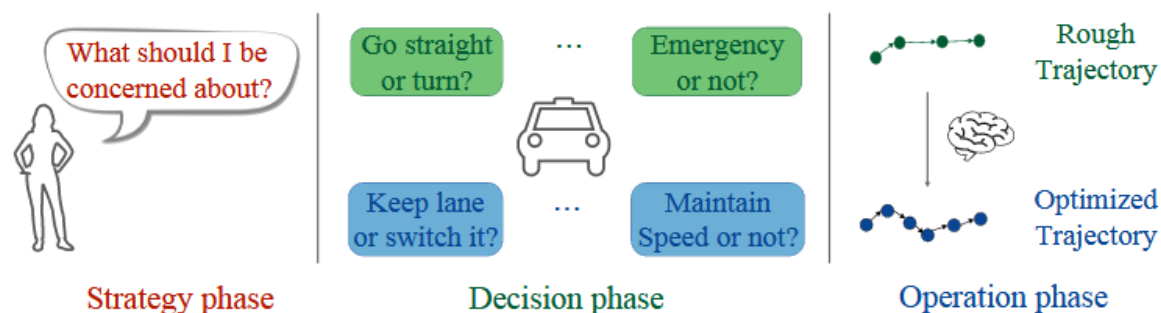 What should I be
concerned about?
Go straight
or turn?
...
Emergency
or not?
Keep lane
or switch it?
...
Maintain
Speed or not?
Rough
Trajectory
Optimized
Trajectory
Strategy phase
Decision phase
Operation phase